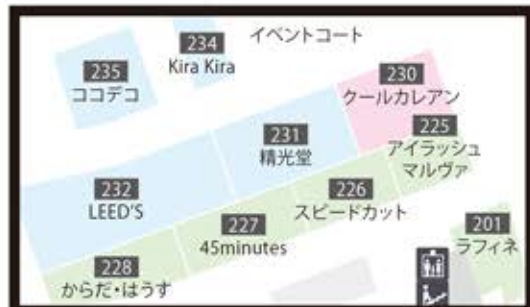 イベントコート
234
Kira Kira
235
ココデコ
230
クールカレアン
231
精光堂
225
アイラッシュ
マルヴァ
232
LEED'S
226
スピードカット
227
45minutes
201
ラフィネ
228
からだ・はうす